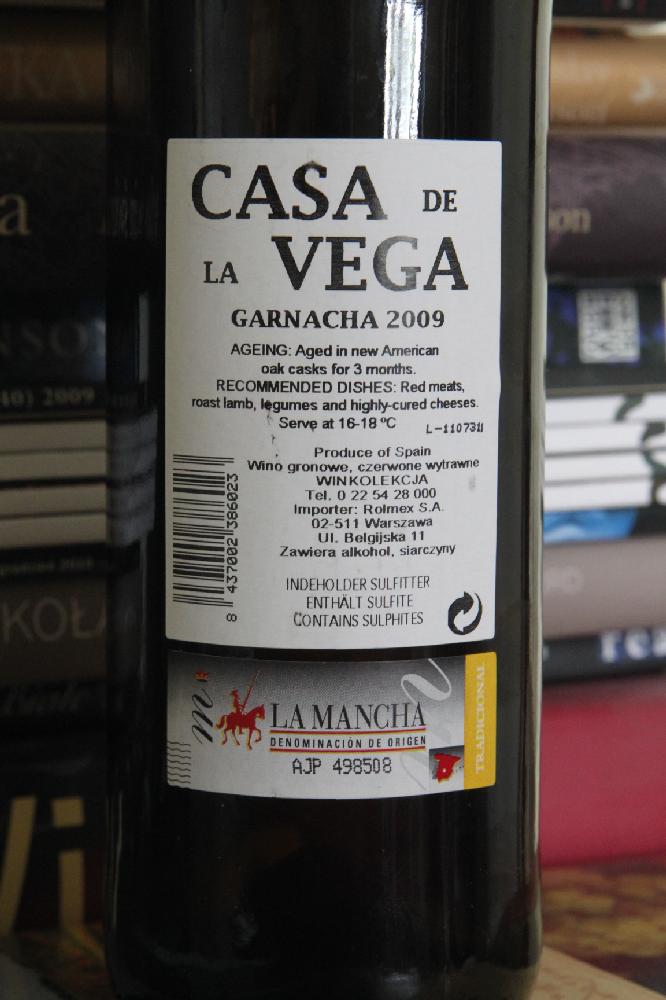 CASA DE
LA VEGA
GARNACHA 2009
AGEING: Aged in new American
oak casks for 3 months.
RECOMMENDED DISHES: Red meats,
roast lamb, legumes and highly-cured cheeses.
Serve at 16-18 ºC
L-110731
Produce of Spain
Wino gronowe, czerwone wytrawne
WINKOLEKCJA
Tel. 0 22 54 28 000
Importer: Rolmex S.A.
02-511 Warszawa
Ul. Belgijska 11
Zawiera alkohol, siarczyny
8 437002 386023
INDEHOLDER SULFITTER
ENTHÄLT SULFITE
CONTAINS SULPHITES
m
LA MANCHA
DENOMINACIÓN DE ORIGEN
AJP 498508
TRADICIONAL